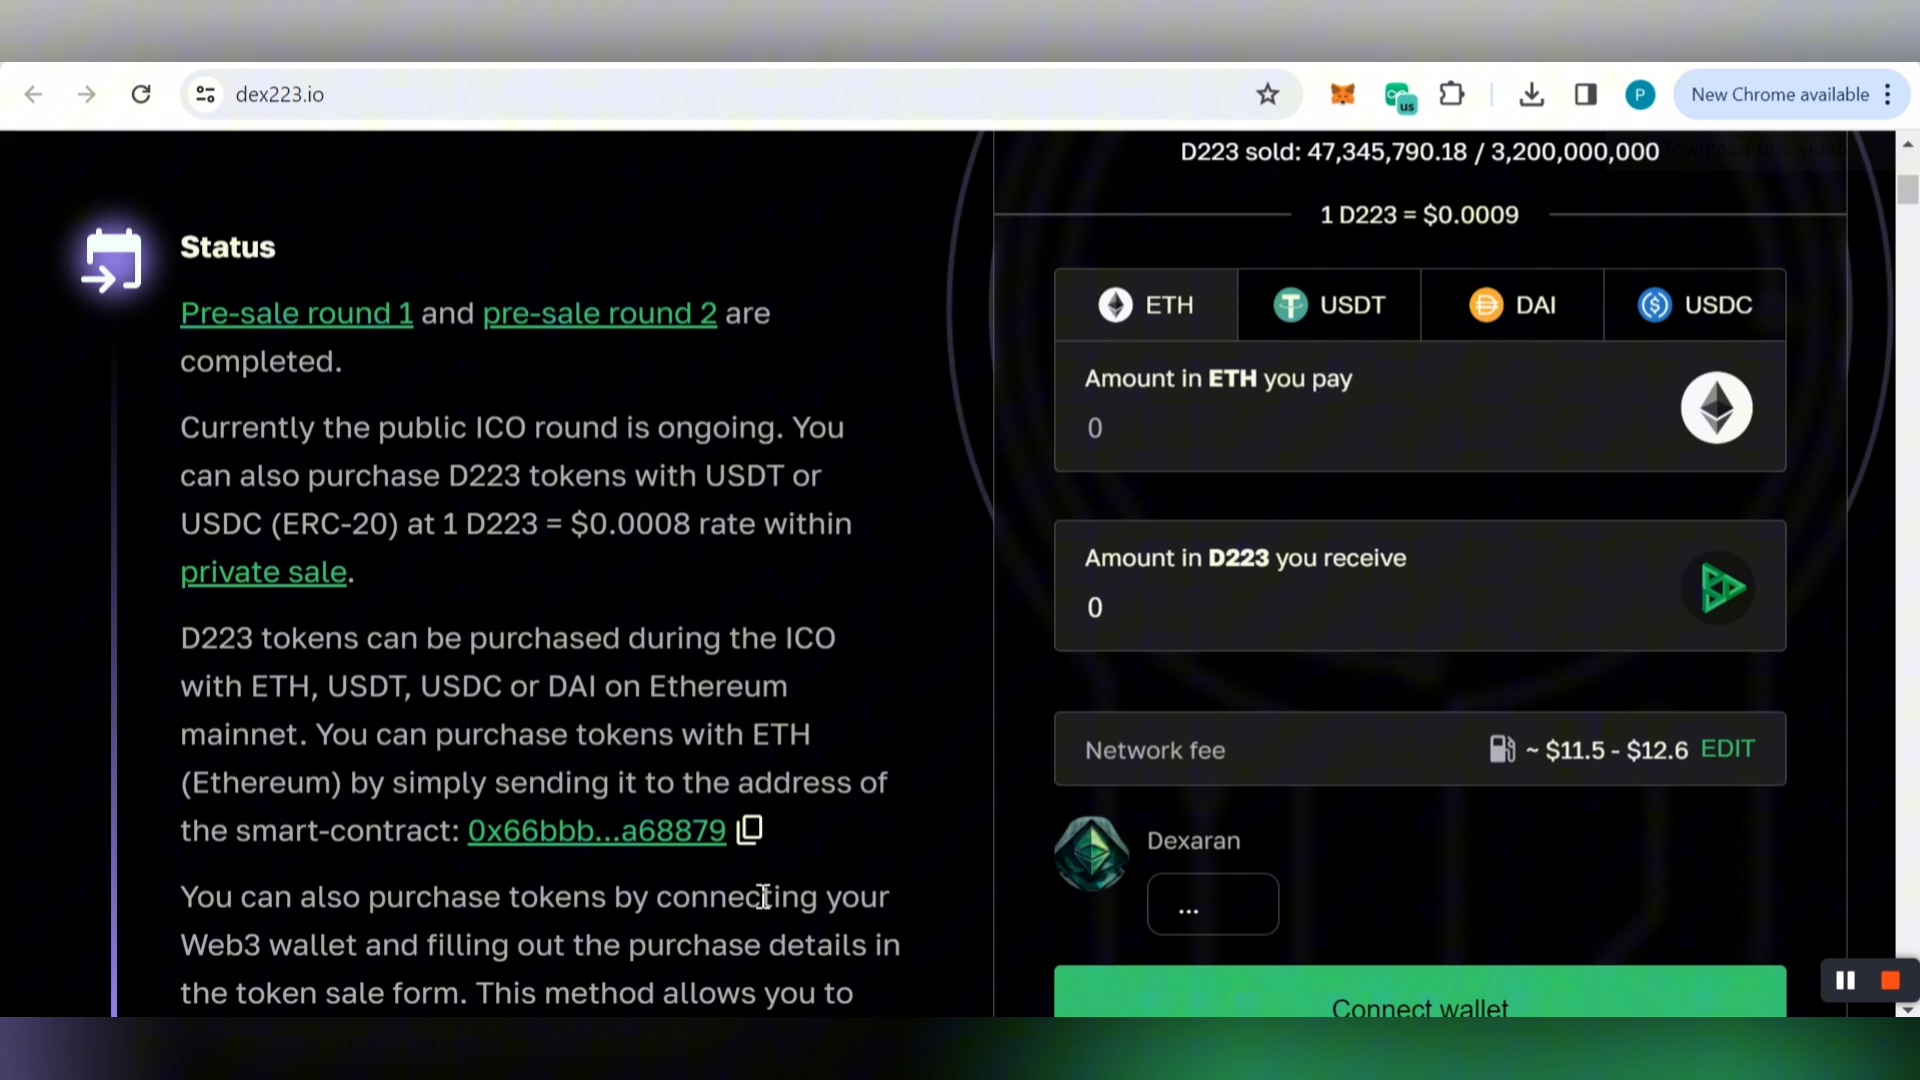 dex223.io
us
P
New Chrome available
Status
Pre-sale round 1 and pre-sale round 2 are
completed.
Currently the public ICO round is ongoing. You
can also purchase D223 tokens with USDT or
USDC (ERC-20) at 1 D223 = $0.0008 rate within
private sale.
D223 tokens can be purchased during the ICO
with ETH, USDT, USDC or DAI on Ethereum
mainnet. You can purchase tokens with ETH
(Ethereum) by simply sending it to the address of
the smart-contract: 0x66bbb...a68879
You can also purchase tokens by connecting your
Web3 wallet and filling out the purchase details in
the token sale form. This method allows you to
D223 sold: 47,345,790.18 / 3,200,000,000
1 D223 = $0.0009
ETH
USDT
DAI
USDC
Amount in ETH you pay
0
Amount in D223 you receive
0
Network fee
~ $11.5 - $12.6 EDIT
Dexaran
...
Connect wallet